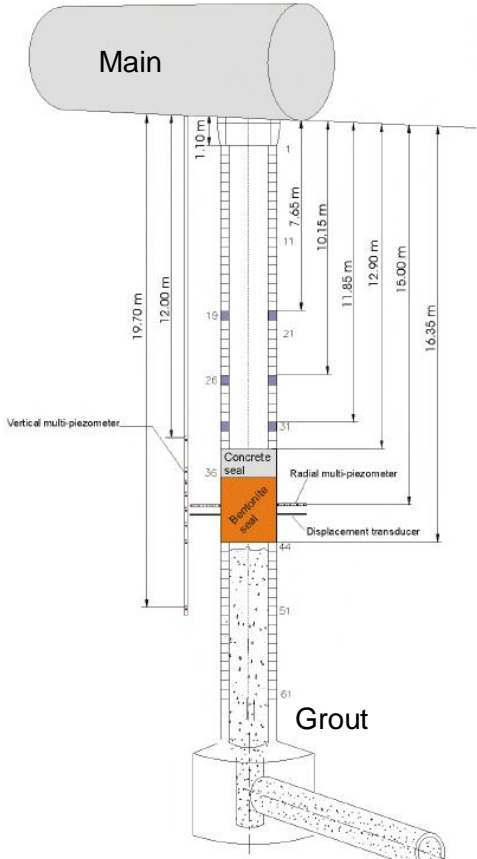 Main
1.10 m
1
7.65 m
10.15 m
11.85 m
12.90 m
15.00 m
16.35 m
19.70 m
12.00 m
11
19
21
26
31
Vertical multi-piezometer
Concrete
seal
36
Radial multi-piezometer
Bentonite
seal
Displacement transducer
44
51
61
Grout